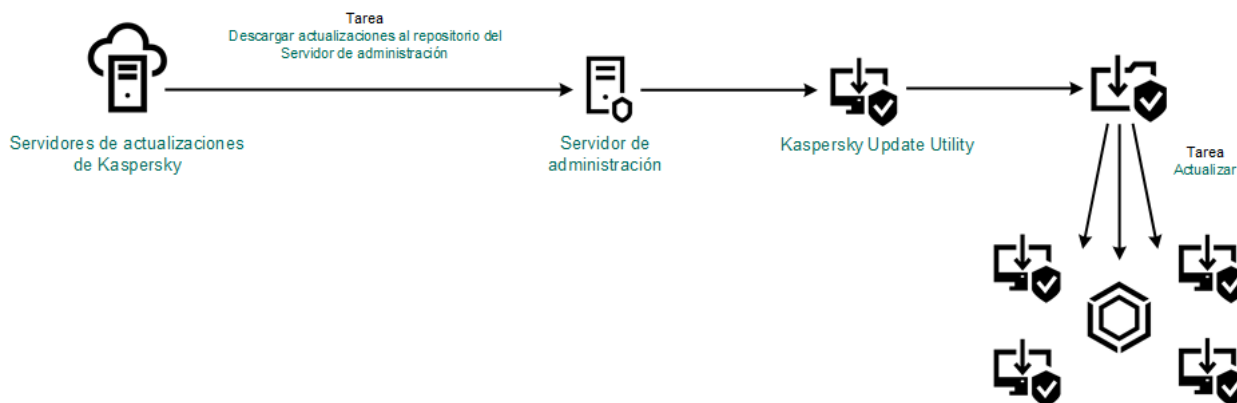 Tarea
Descargar actualizaciones al repositorio del
Servidor de administración
Servidores de actualizaciones
de Kaspersky
Servidor de
administración
Kaspersky Update Utility
Tarea
Actualizar